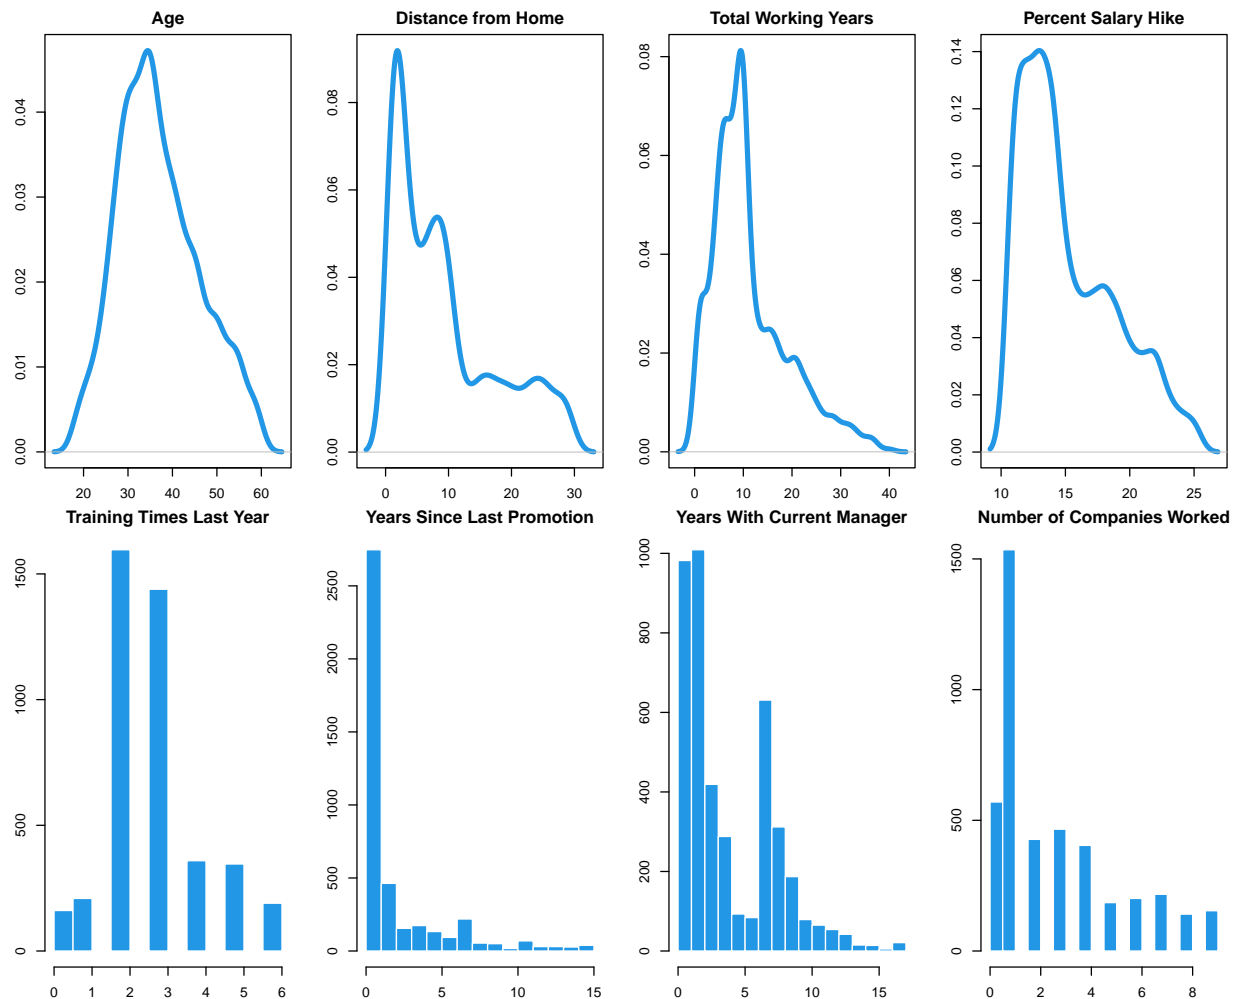 Age
0.00 0.01 0.02 0.03 0.04
20 30 40 50 60
Distance from Home
0.00 0.02 0.04 0.06 0.08
0 10 20 30
Total Working Years
0.00 0.02 0.04 0.06 0.08
0 10 20 30 40
Percent Salary Hike
0.00 0.02 0.04 0.06 0.08 0.10 0.12 0.14
10 15 20 25
Training Times Last Year
0 500 1000 1500
0 1 2 3 4 5 6
Years Since Last Promotion
0 500 1000 1500 2000 2500
0 5 10 15
Years With Current Manager
0 200 400 600 800 1000
0 5 10 15
Number of Companies Worked
0 500 1000 1500
0 2 4 6 8